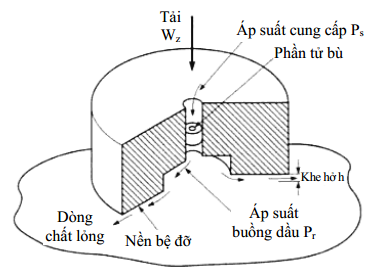 Tải
W_z
Áp suất cung cấp P_s
Phần tử bù
Khe hở h
Dòng
chất lỏng
Nền bệ đỡ
Áp suất
buồng dầu P_r